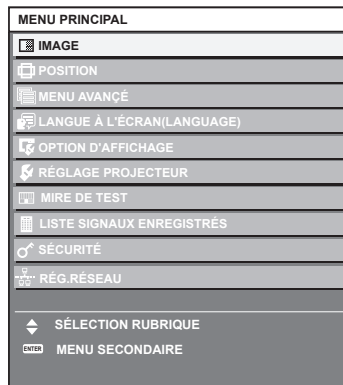 MENU PRINCIPAL
IMAGE
POSITION
MENU AVANÇÉ
LANGUE À L'ÉCRAN(LANGUAGE)
OPTION D'AFFICHAGE
RÉGLAGE PROJECTEUR
MIRE DE TEST
LISTE SIGNAUX ENREGISTRÉS
SÉCURITÉ
RÉG.RÉSEAU
SÉLECTION RUBRIQUE
ENTER MENU SECONDAIRE